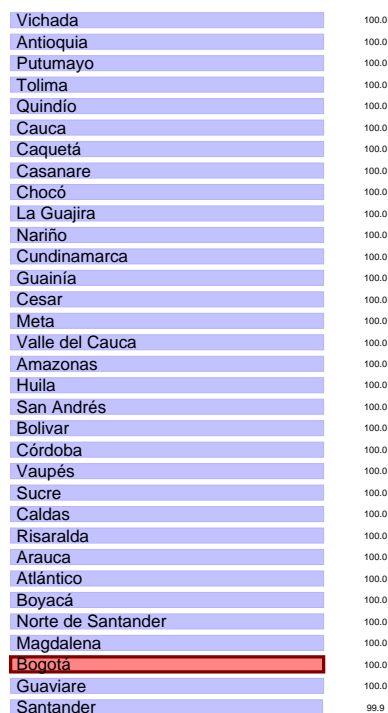 Vichada 100.0
Antioquia 100.0
Putumayo 100.0
Tolima 100.0
Quindío 100.0
Cauca 100.0
Caquetá 100.0
Casanare 100.0
Chocó 100.0
La Guajira 100.0
Nariño 100.0
Cundinamarca 100.0
Guainía 100.0
Cesar 100.0
Meta 100.0
Valle del Cauca 100.0
Amazonas 100.0
Huila 100.0
San Andrés 100.0
Bolivar 100.0
Córdoba 100.0
Vaupés 100.0
Sucre 100.0
Caldas 100.0
Risaralda 100.0
Arauca 100.0
Atlántico 100.0
Boyacá 100.0
Norte de Santander 100.0
Magdalena 100.0
Bogotá 100.0
Guaviare 100.0
Santander 99.9